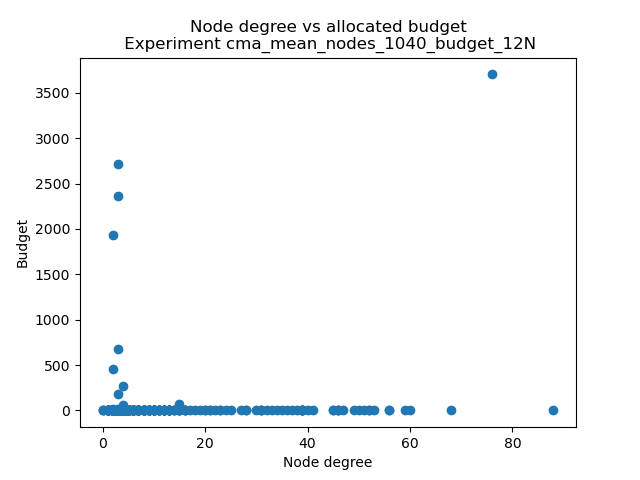 Node degree vs allocated budget
Experiment cma_mean_nodes_1040_budget_12N
3500
3000
2500
2000
1500
1000
500
0
Budget
0 20 40 60 80
Node degree